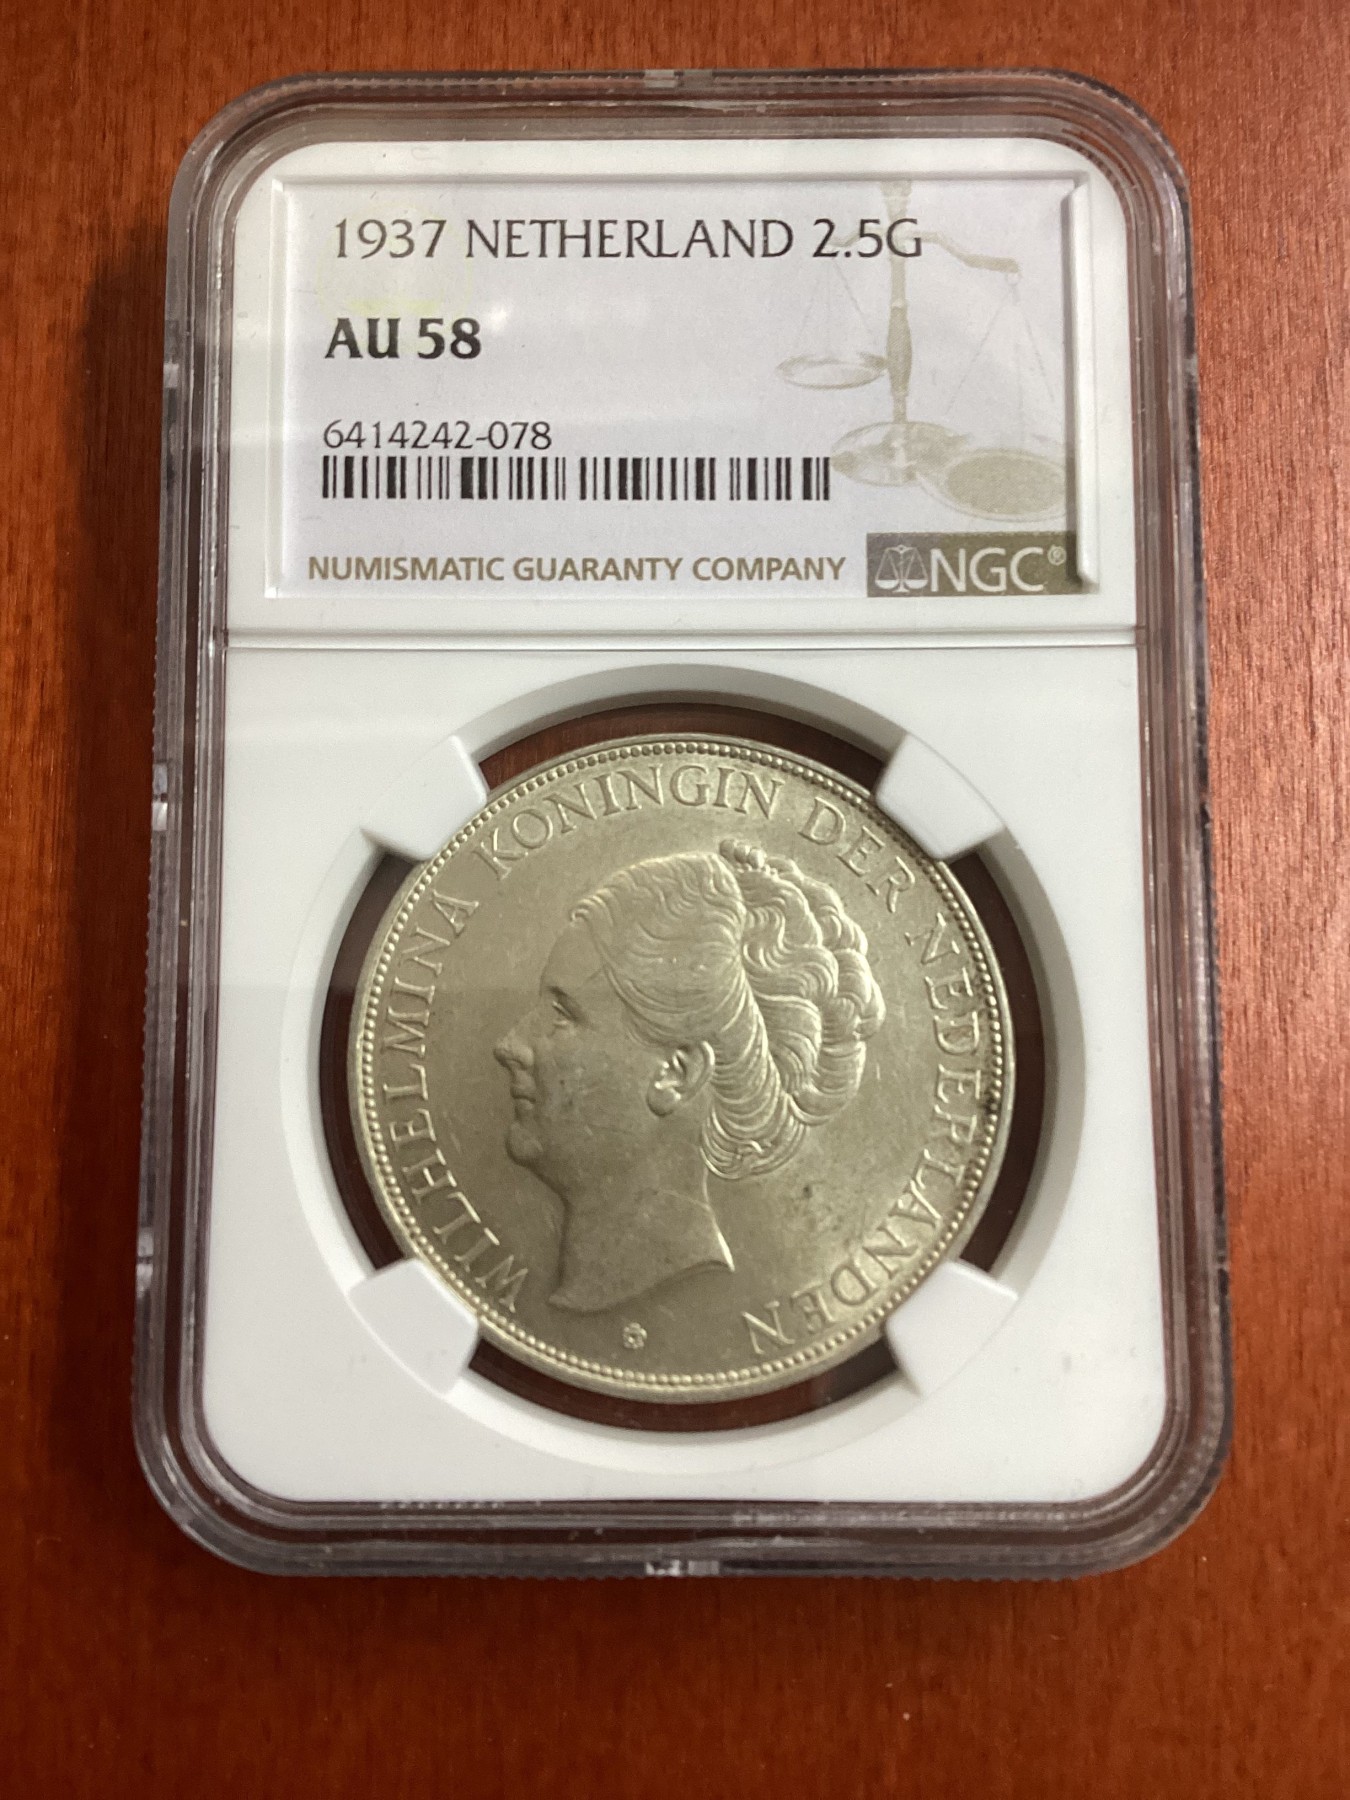 1937 NETHERLAND 2.5G
AU 58
6414242-078
NUMISMATIC GUARANTY COMPANY
NGC®
WILHELMINA KONINGIN DER NEDERLANDEN